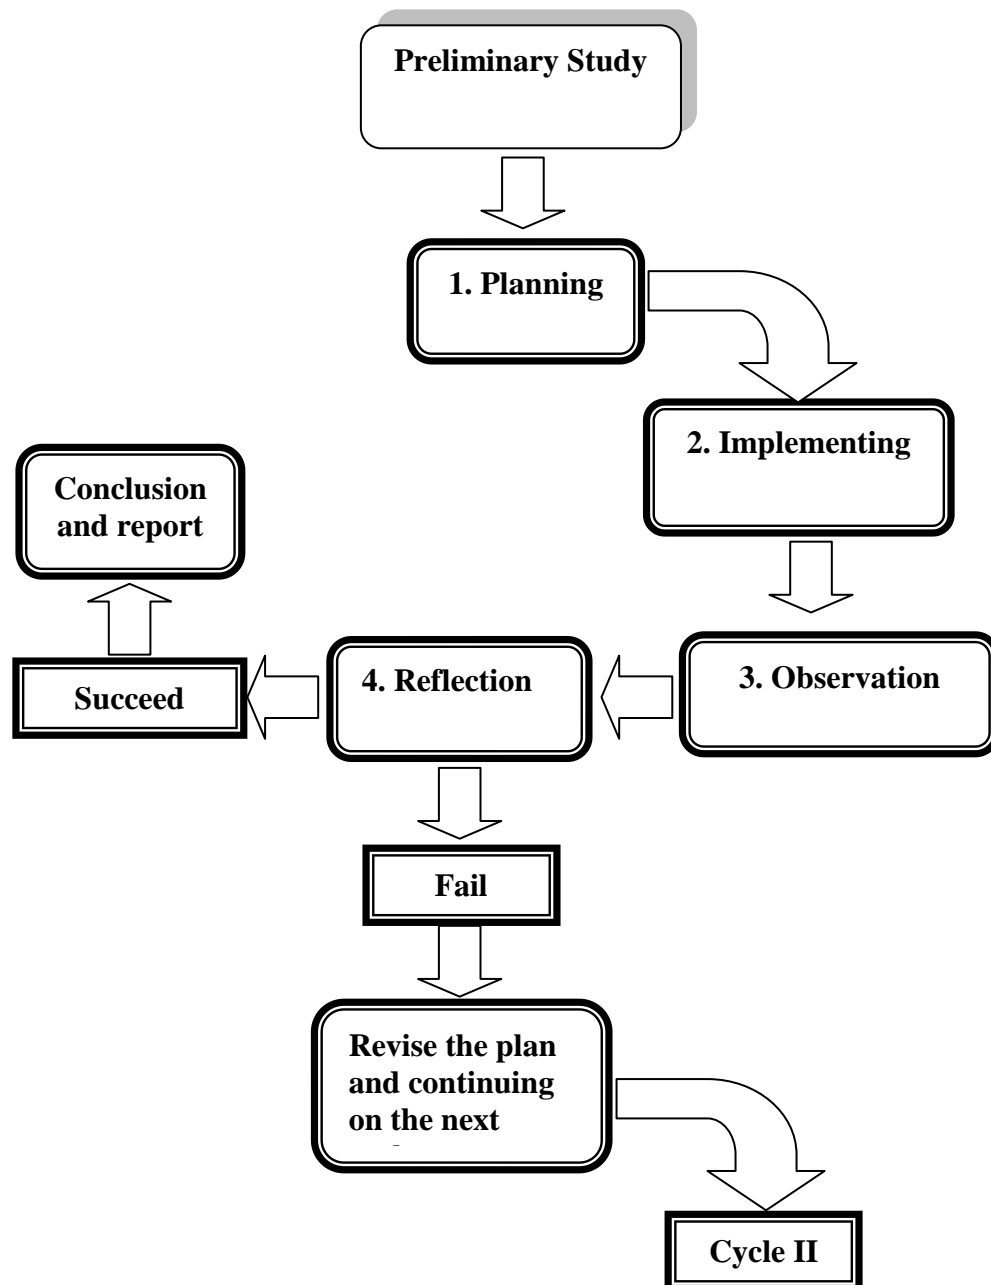 Preliminary Study
1. Planning
2. Implementing
Conclusion
and report
3. Observation
4. Reflection
Succeed
Fail
Revise the plan
and continuing
on the next
Cycle II